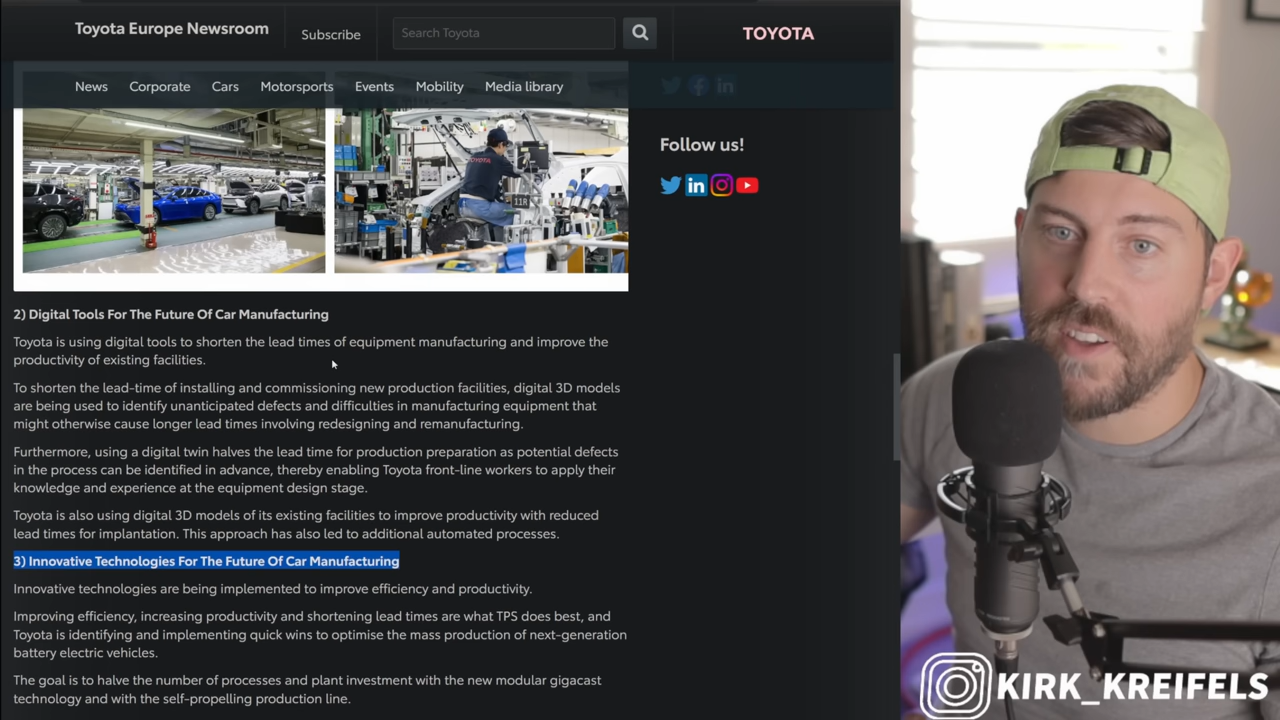 Toyota Europe Newsroom
Subscribe
Search Toyota
TOYOTA
News
Corporate
Cars
Motorsports
Events
Mobility
Media library
Follow us!
TOYOTA
11R
2) Digital Tools For The Future Of Car Manufacturing
Toyota is using digital tools to shorten the lead times of equipment manufacturing and improve the
productivity of existing facilities.
To shorten the lead-time of installing and commissioning new production facilities, digital 3D models
are being used to identify unanticipated defects and difficulties in manufacturing equipment that
might otherwise cause longer lead times involving redesigning and remanufacturing.
Furthermore, using a digital twin halves the lead time for production preparation as potential defects
in the process can be identified in advance, thereby enabling Toyota front-line workers to apply their
knowledge and experience at the equipment design stage.
Toyota is also using digital 3D models of its existing facilities to improve productivity with reduced
lead times for implantation. This approach has also led to additional automated processes.
3) Innovative Technologies For The Future Of Car Manufacturing
Innovative technologies are being implemented to improve efficiency and productivity.
Improving efficiency, increasing productivity and shortening lead times are what TPS does best, and
Toyota is identifying and implementing quick wins to optimise the mass production of next-generation
battery electric vehicles.
The goal is to halve the number of processes and plant investment with the new modular gigacast
technology and with the self-propelling production line.
KIRK_KREIFELS